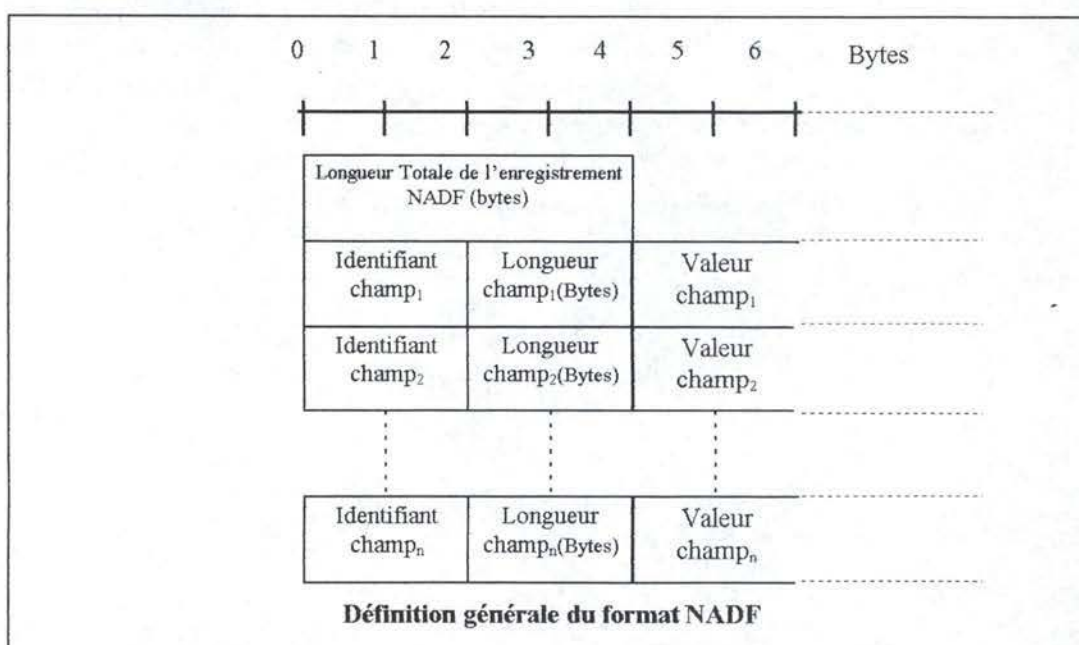 0 1 2 3 4 5 6 Bytes
Longueur Totale de l'enregistrement
NADF (bytes)
Identifiant Longueur Valeur
champ₁ champ₁(Bytes) champ₁
Identifiant Longueur Valeur
champ₂ champ₂(Bytes) champ₂
Identifiant Longueur Valeur
champₙ champₙ(Bytes) champₙ
Définition générale du format NADF